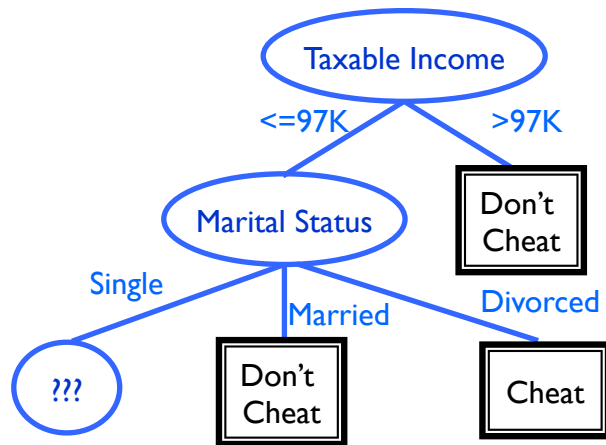 Taxable Income
<=97K
>97K
Marital Status
Don't
Cheat
Single
Married
Divorced
???
Don't
Cheat
Cheat